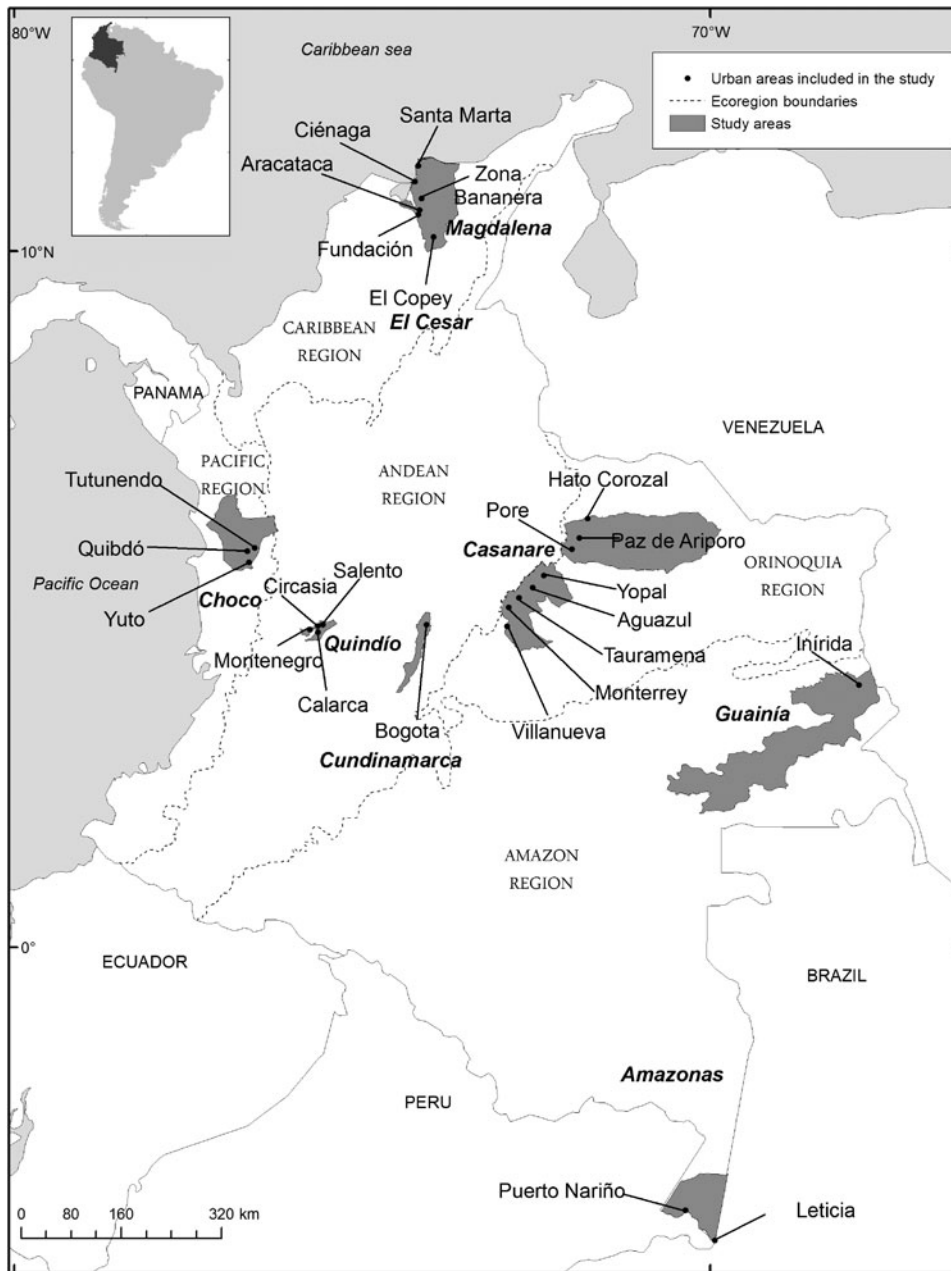 80°W
70°W
Caribbean sea
Urban areas included in the study
Ecoregion boundaries
Study areas
Santa Marta
Ciénaga
Aracataca
Zona
Bananera
Magdalena
Fundación
10°N
El Copey
El Cesar
CARIBBEAN
REGION
PANAMA
VENEZUELA
PACIFIC
REGION
ANDEAN
REGION
Tutunendo
Hato Corozal
Pore
Quibdó
Casanare
Paz de Ariporo
ORINOQUIA
REGION
Pacific Ocean
Salento
Circasia
Yopal
Choco
Yuto
Aguazul
Quindío
Montenegro
Tauramena
Inírida
Monterrey
Calarca
Bogota
Villanueva
Guainía
Cundinamarca
AMAZON
REGION
0°
ECUADOR
BRAZIL
Amazonas
PERU
Puerto Nariño
Leticia
0 80 160 320 km